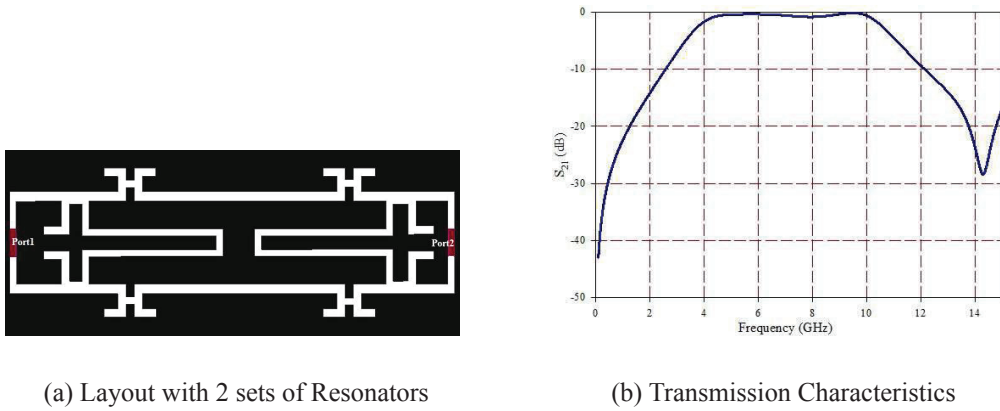 Port1
Port2
(a) Layout with 2 sets of Resonators
0
-10
-20
-30
-40
-50
S21 (dB)
0 2 4 6 8 10 12 14
Frequency (GHz)
(b) Transmission Characteristics